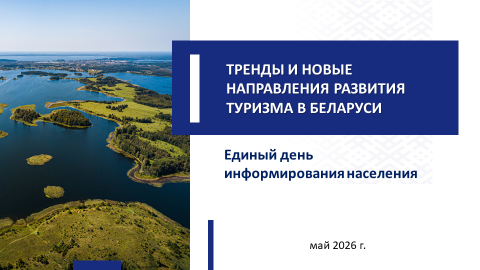 ТРЕНДЫ И НОВЫЕ
НАПРАВЛЕНИЯ РАЗВИТИЯ
ТУРИЗМА В БЕЛАРУСИ
Единый день
информирования населения
май 2026 г.